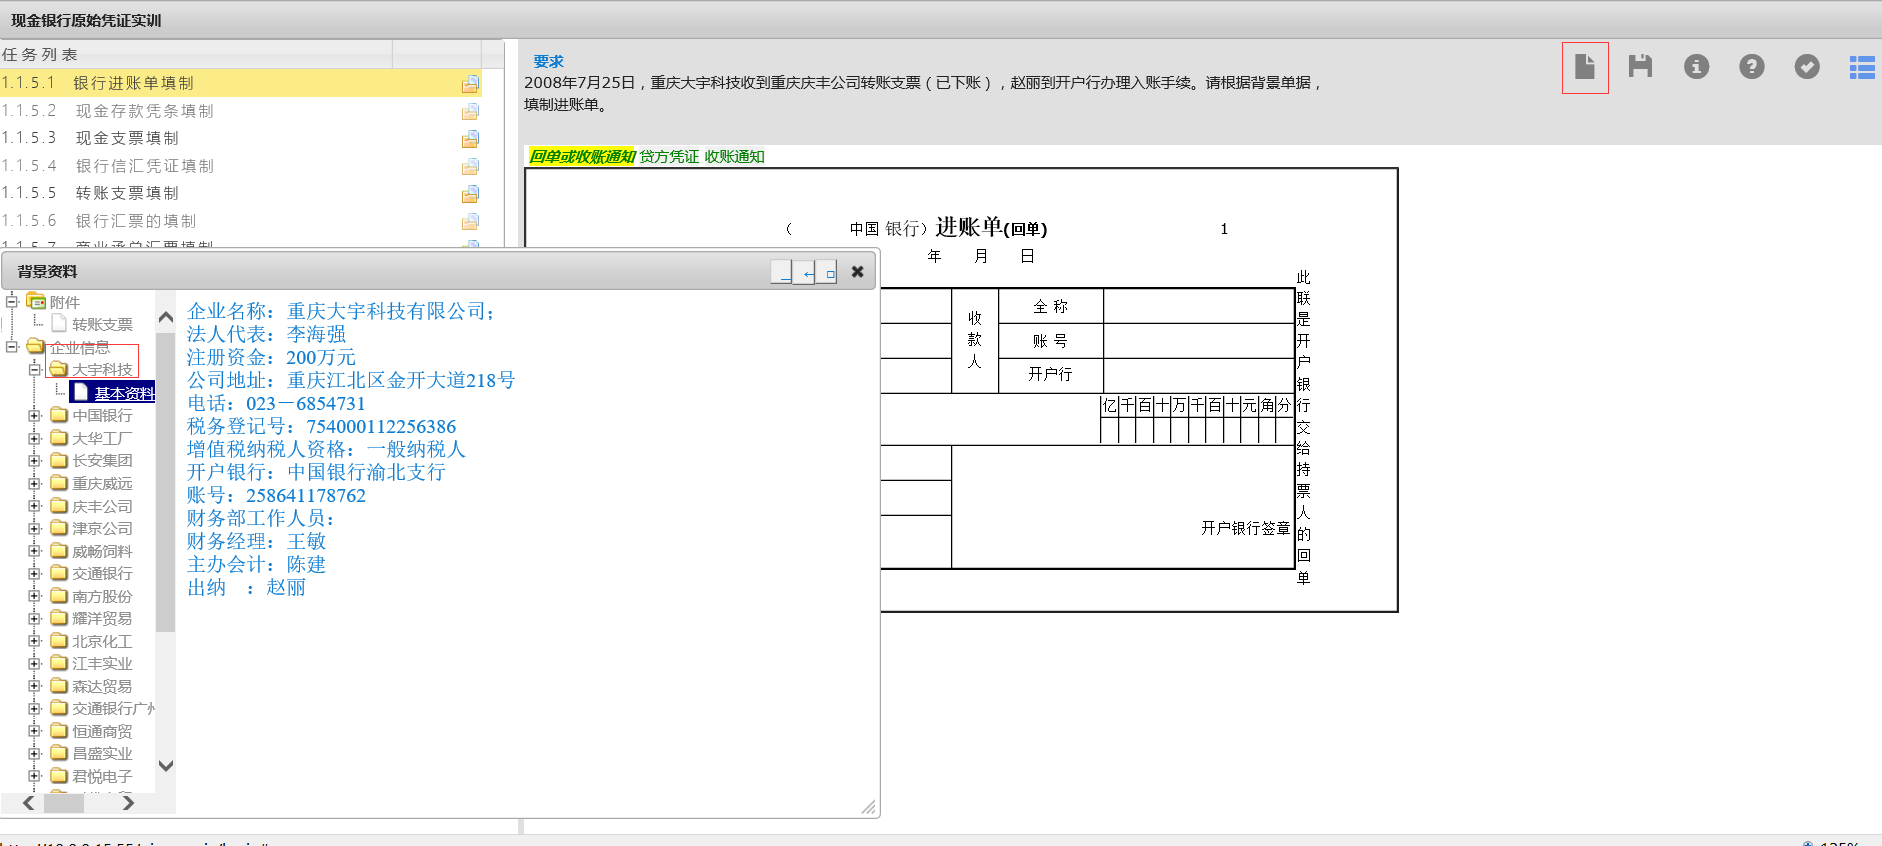 现金银行原始凭证实训
任务列表
1.1.5.1 银行进账单填制
1.1.5.2 现金存款凭条填制
1.1.5.3 现金支票填制
1.1.5.4 银行信汇凭证填制
1.1.5.5 转账支票填制
1.1.5.6 银行汇票的填制
1.1.5.7 商业承兑汇票填制
要求
2008年7月25日，重庆大宇科技收到重庆庆丰公司转账支票（已下账），赵丽到开户行办理入账手续。请根据背景单据，
填制进账单。
回单或收账通知 贷方凭证 收账通知
（ 中国 银行）进账单(回单) 1
年 月 日
收款人
全 称
账 号
开户行
亿千百十万千百十元角分
开户银行签章
此联是开户银行交给持票人的回单
背景资料
附件
转账支票
企业信息
大宇科技
基本资料
中国银行
大华工厂
长安集团
重庆威远
庆丰公司
津京公司
威畅饲料
交通银行
南方股份
耀洋贸易
北京化工
江丰实业
森达贸易
交通银行广州
恒通商贸
昌盛实业
君悦电子
企业名称：重庆大宇科技有限公司；
法人代表：李海强
注册资金：200万元
公司地址：重庆江北区金开大道218号
电话：023－6854731
税务登记号：754000112256386
增值税纳税人资格：一般纳税人
开户银行：中国银行渝北支行
账号：258641178762
财务部工作人员：
财务经理：王敏
主办会计：陈建
出纳 ：赵丽
125%